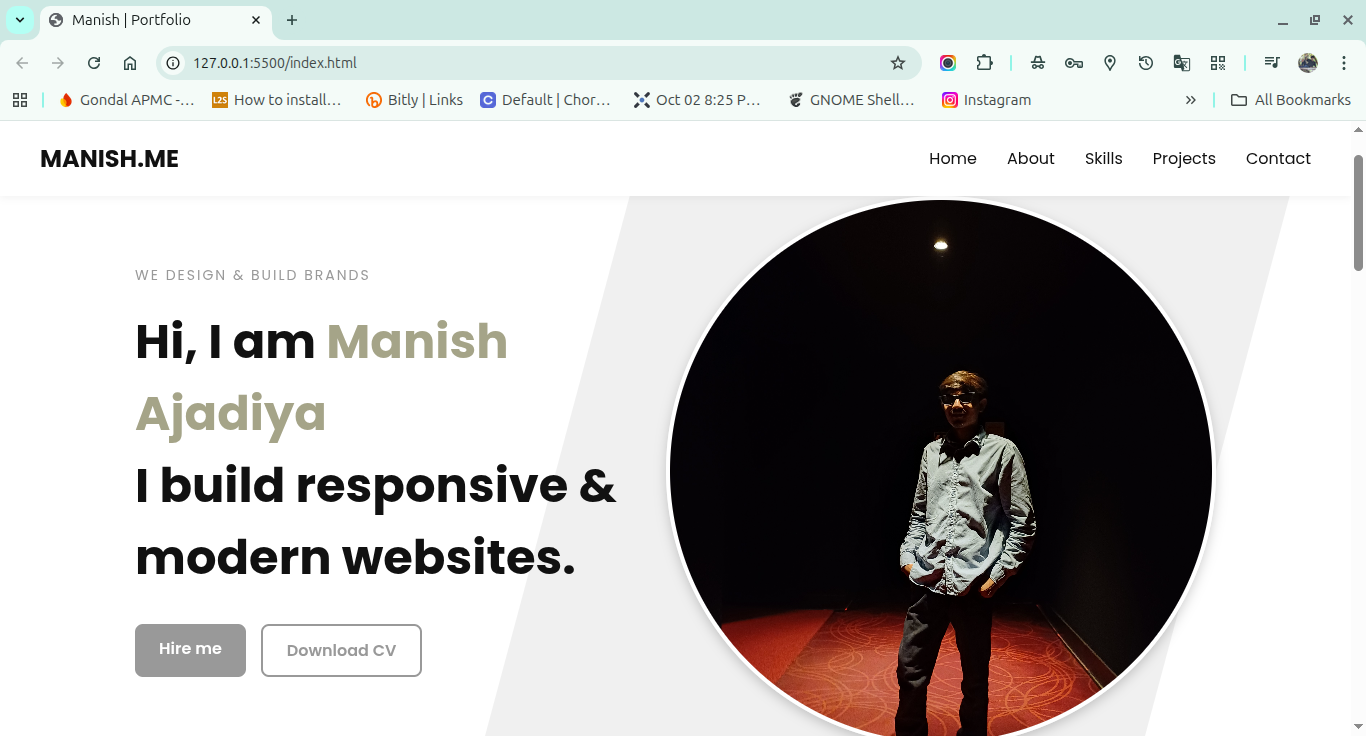 Manish | Portfolio
127.0.0.1:5500/index.html
Gondal APMC -... How to install... Bitly | Links Default | Chor... Oct 02 8:25 P... GNOME Shell... Instagram » All Bookmarks
MANISH.ME Home About Skills Projects Contact
WE DESIGN & BUILD BRANDS
Hi, I am Manish
Ajadiya
I build responsive &
modern websites.
Hire me Download CV